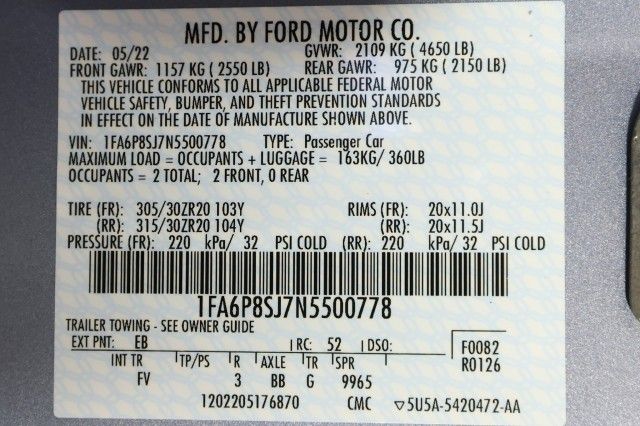 MFD. BY FORD MOTOR CO.
DATE: 05/22 GVWR: 2109 KG (4650 LB)
FRONT GAWR: 1157 KG (2550 LB) REAR GAWR: 975 KG (2150 LB)
THIS VEHICLE CONFORMS TO ALL APPLICABLE FEDERAL MOTOR
VEHICLE SAFETY, BUMPER, AND THEFT PREVENTION STANDARDS
IN EFFECT ON THE DATE OF MANUFACTURE SHOWN ABOVE.
VIN: 1FA6P8SJ7N5500778 TYPE: Passenger Car
MAXIMUM LOAD = OCCUPANTS + LUGGAGE = 163KG/ 360LB
OCCUPANTS = 2 TOTAL; 2 FRONT, 0 REAR
TIRE (FR): 305/30ZR20 103Y RIMS (FR): 20x11.0J
(RR): 315/30ZR20 104Y (RR): 20x11.5J
PRESSURE (FR): 220 kPa/ 32 PSI COLD (RR): 220 kPa/ 32 PSI COLD
1FA6P8SJ7N5500778
TRAILER TOWING - SEE OWNER GUIDE
EXT PNT: EB RC: 52 DSO: F0082
INT TR TP/PS R AXLE TR SPR R0126
FV 3 BB G 9965
1202205176870 CMC ▽5U5A-5420472-AA